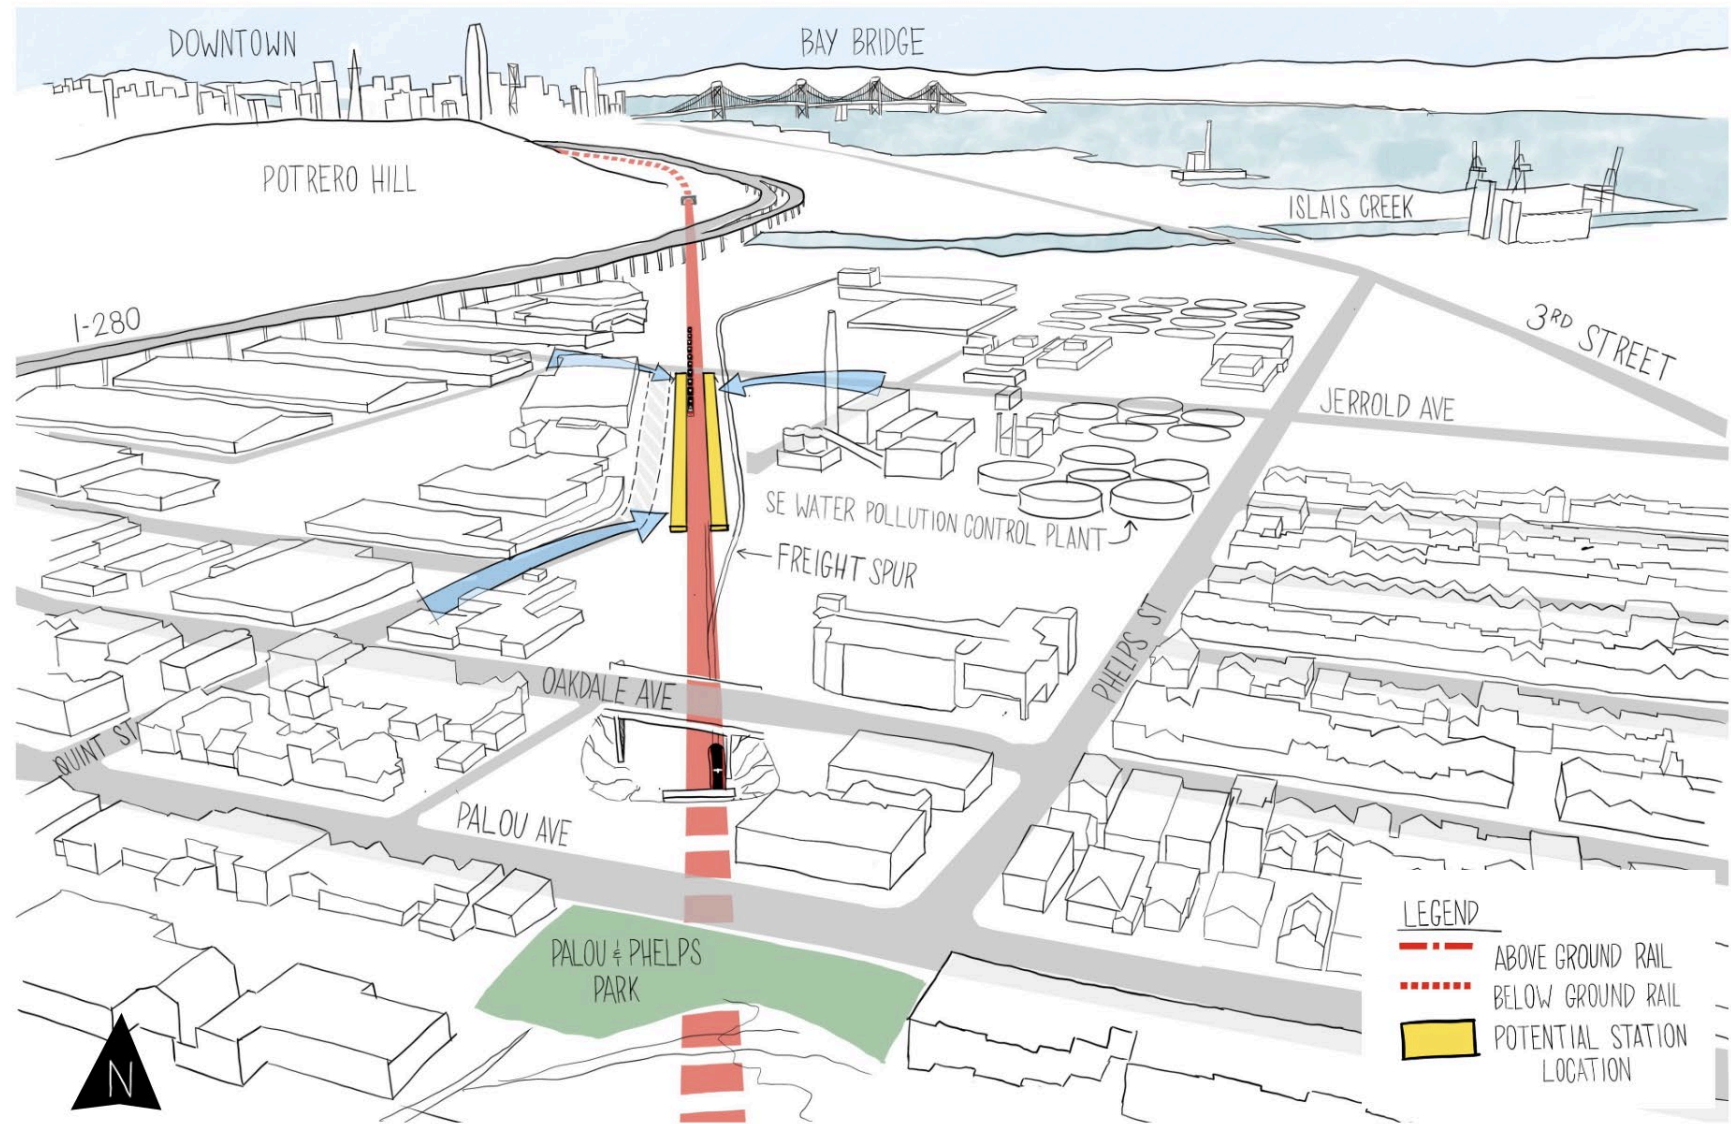 DOWNTOWN
BAY BRIDGE
POTRERO HILL
ISLAIS CREEK
I-280
3RD STREET
JERROLD AVE
SE WATER POLLUTION CONTROL PLANT
FREIGHT SPUR
PHELPS ST
OAKDALE AVE
QUINT ST
PALOU AVE
PALOU & PHELPS
PARK
LEGEND
ABOVE GROUND RAIL
BELOW GROUND RAIL
POTENTIAL STATION
LOCATION
N